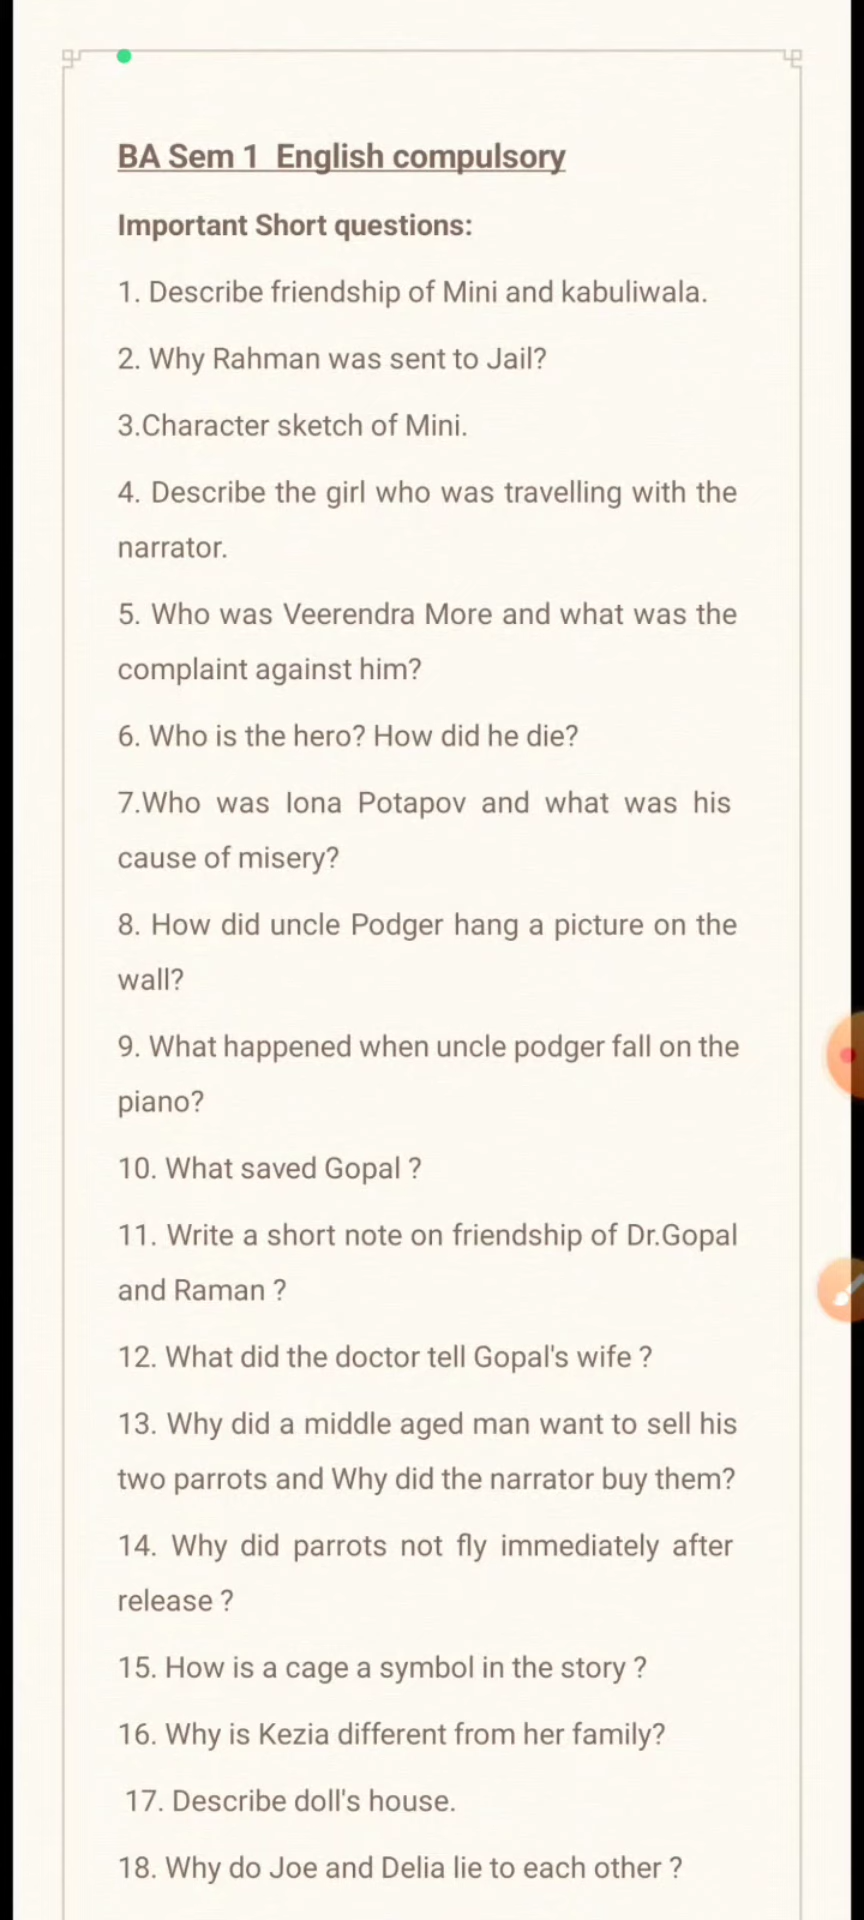 BA Sem 1 English compulsory
Important Short questions:
1. Describe friendship of Mini and kabuliwala.
2. Why Rahman was sent to Jail?
3.Character sketch of Mini.
4. Describe the girl who was travelling with the
narrator.
5. Who was Veerendra More and what was the
complaint against him?
6. Who is the hero? How did he die?
7.Who was Iona Potapov and what was his
cause of misery?
8. How did uncle Podger hang a picture on the
wall?
9. What happened when uncle podger fall on the
piano?
10. What saved Gopal ?
11. Write a short note on friendship of Dr.Gopal
and Raman ?
12. What did the doctor tell Gopal's wife ?
13. Why did a middle aged man want to sell his
two parrots and Why did the narrator buy them?
14. Why did parrots not fly immediately after
release ?
15. How is a cage a symbol in the story ?
16. Why is Kezia different from her family?
17. Describe doll's house.
18. Why do Joe and Delia lie to each other ?